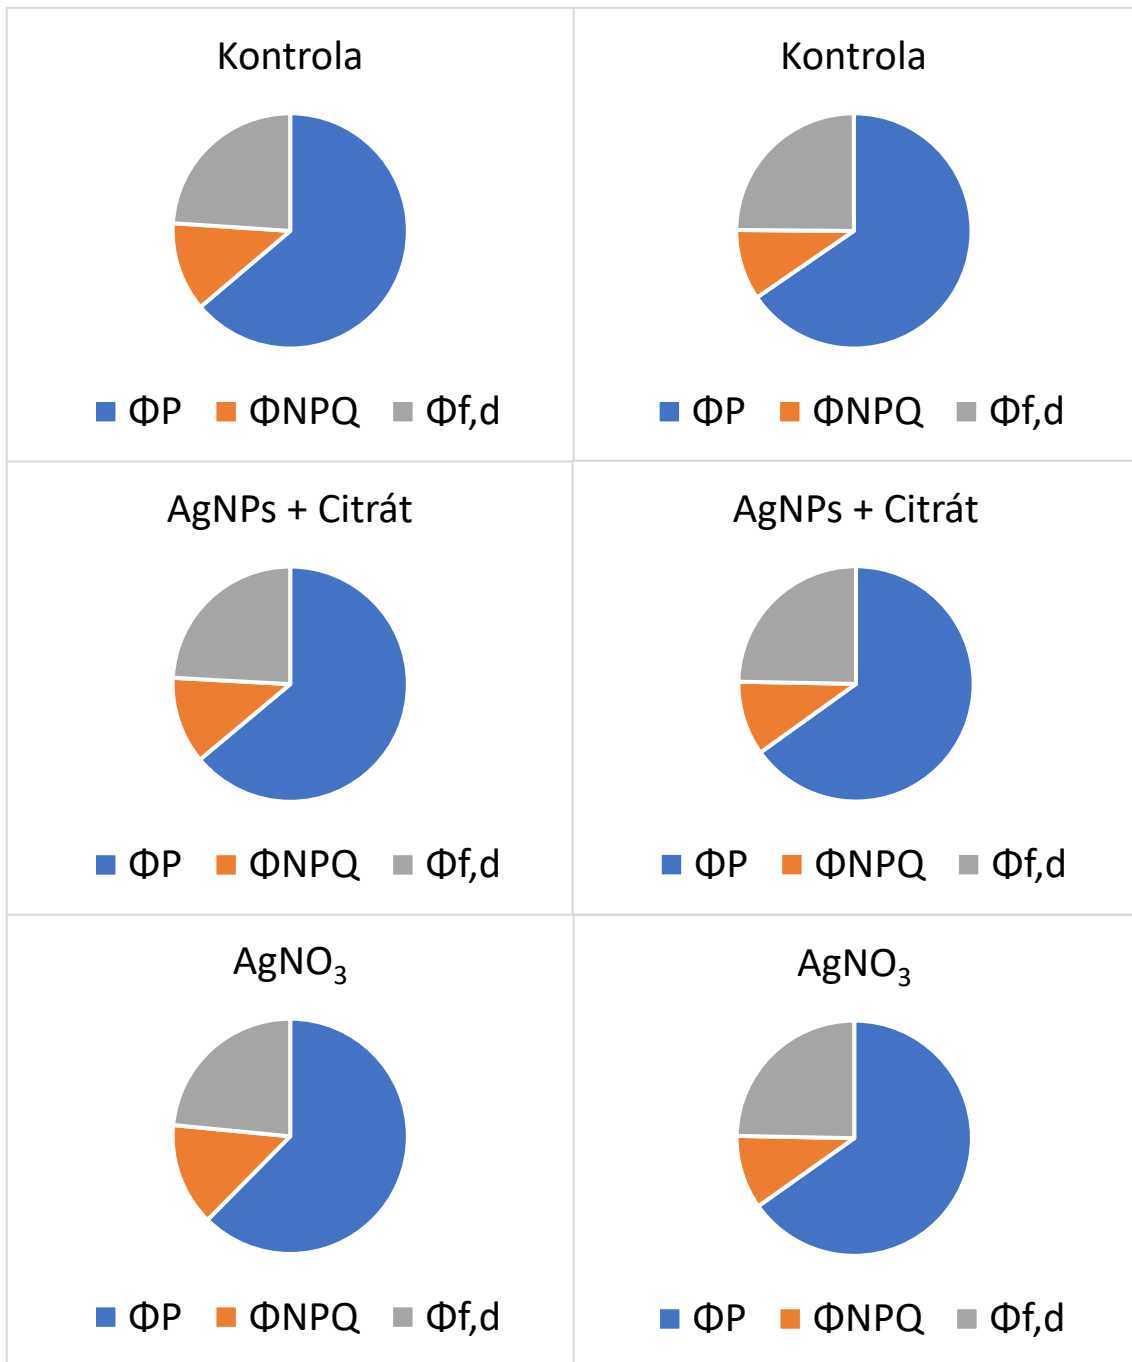 Kontrola
ΦP ΦNPQ Φf,d
Kontrola
ΦP ΦNPQ Φf,d
AgNPs + Citrát
ΦP ΦNPQ Φf,d
AgNPs + Citrát
ΦP ΦNPQ Φf,d
AgNO₃
ΦP ΦNPQ Φf,d
AgNO₃
ΦP ΦNPQ Φf,d